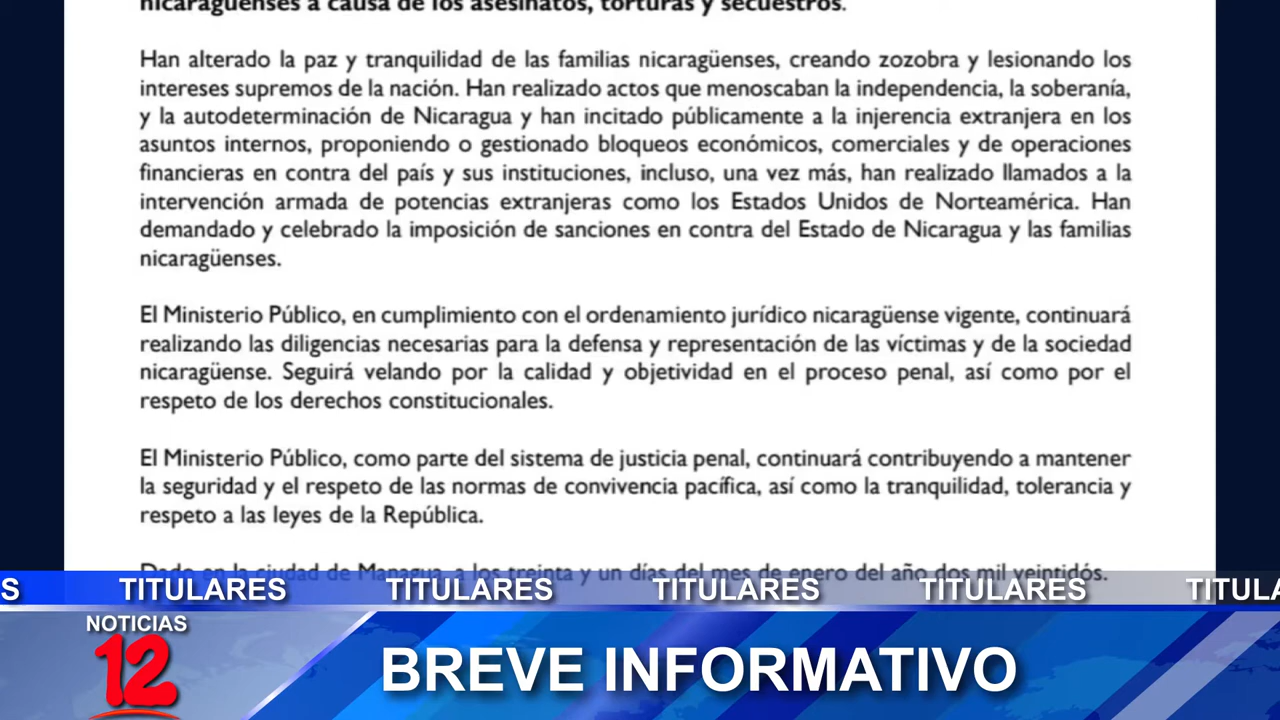 nicaragüenses a causa de los asesinatos, torturas y secuestros.
Han alterado la paz y tranquilidad de las familias nicaragüenses, creando zozobra y lesionando los
intereses supremos de la nación. Han realizado actos que menoscaban la independencia, la soberanía,
y la autodeterminación de Nicaragua y han incitado públicamente a la injerencia extranjera en los
asuntos internos, proponiendo o gestionado bloqueos económicos, comerciales y de operaciones
financieras en contra del país y sus instituciones, incluso, una vez más, han realizado llamados a la
intervención armada de potencias extranjeras como los Estados Unidos de Norteamérica. Han
demandado y celebrado la imposición de sanciones en contra del Estado de Nicaragua y las familias
nicaragüenses.
El Ministerio Público, en cumplimiento con el ordenamiento jurídico nicaragüense vigente, continuará
realizando las diligencias necesarias para la defensa y representación de las víctimas y de la sociedad
nicaragüense. Seguirá velando por la calidad y objetividad en el proceso penal, así como por el
respeto de los derechos constitucionales.
El Ministerio Público, como parte del sistema de justicia penal, continuará contribuyendo a mantener
la seguridad y el respeto de las normas de convivencia pacífica, así como la tranquilidad, tolerancia y
respeto a las leyes de la República.
Dado en la ciudad de Managua, a los treinta y un días del mes de enero del año dos mil veintidós.
S TITULARES TITULARES TITULARES TITULARES TITULA
NOTICIAS
12
BREVE INFORMATIVO